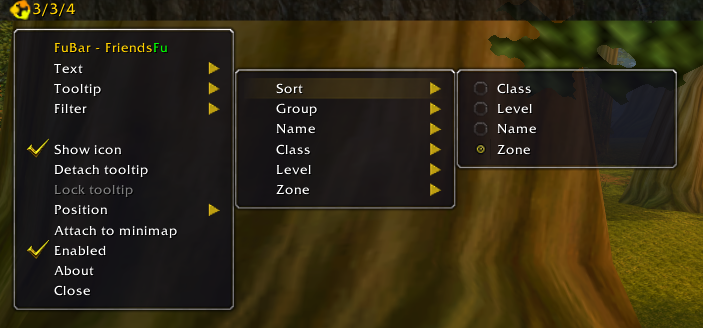 3/3/4
FuBar - FriendsFu
Text
Tooltip
Filter
Show icon
Detach tooltip
Lock tooltip
Position
Attach to minimap
Enabled
About
Close
Sort
Group
Name
Class
Level
Zone
Class
Level
Name
Zone